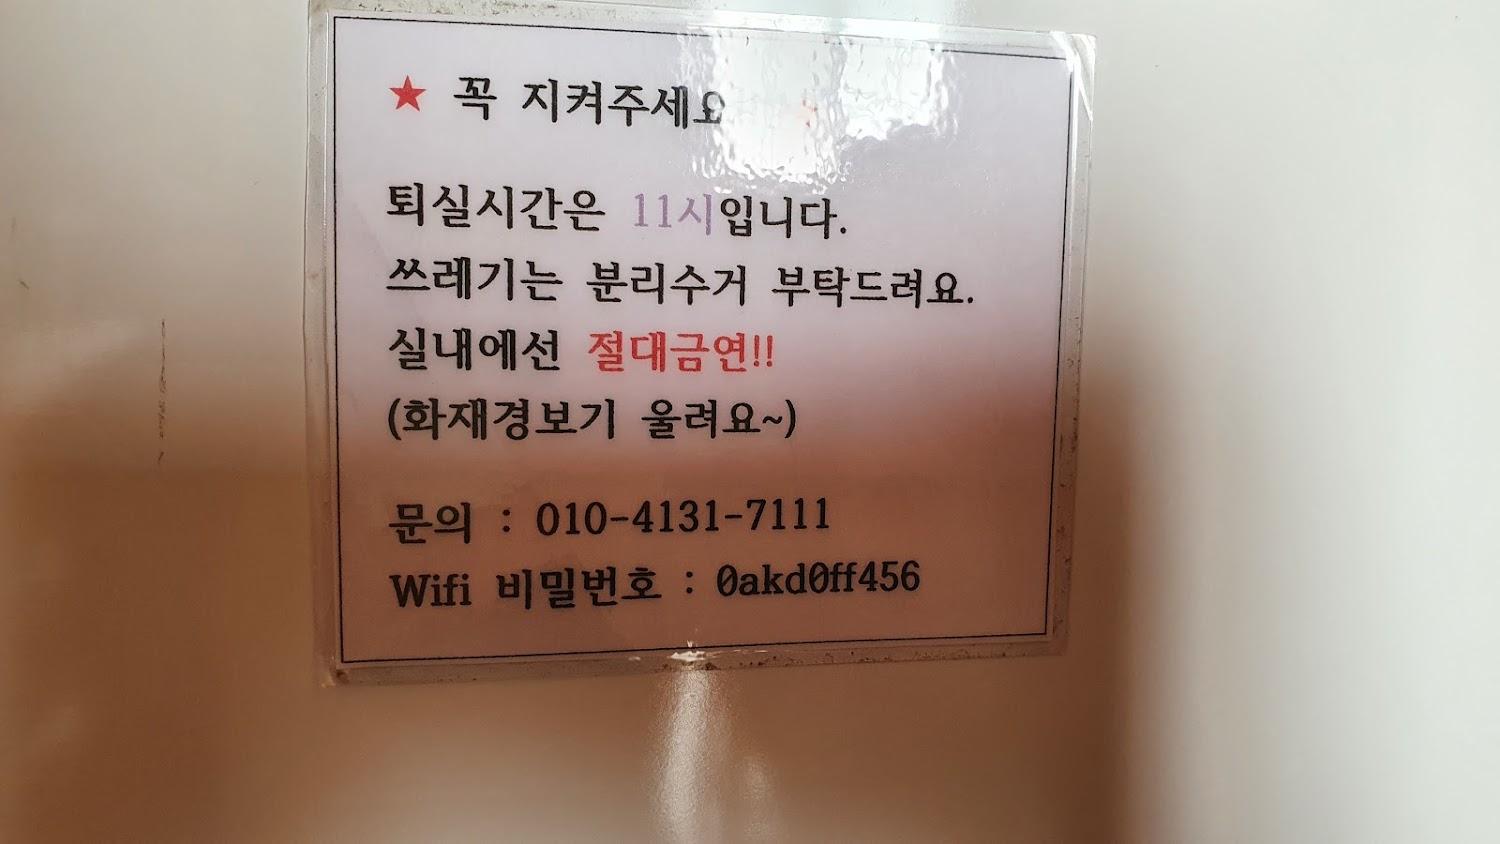 ★ 꼭 지켜주세요 ★
퇴실시간은 11시입니다.
쓰레기는 분리수거 부탁드려요.
실내에선 절대금연!!
(화재경보기 울려요~)
문의 : 010-4131-7111
Wifi 비밀번호 : 0akd0ff456